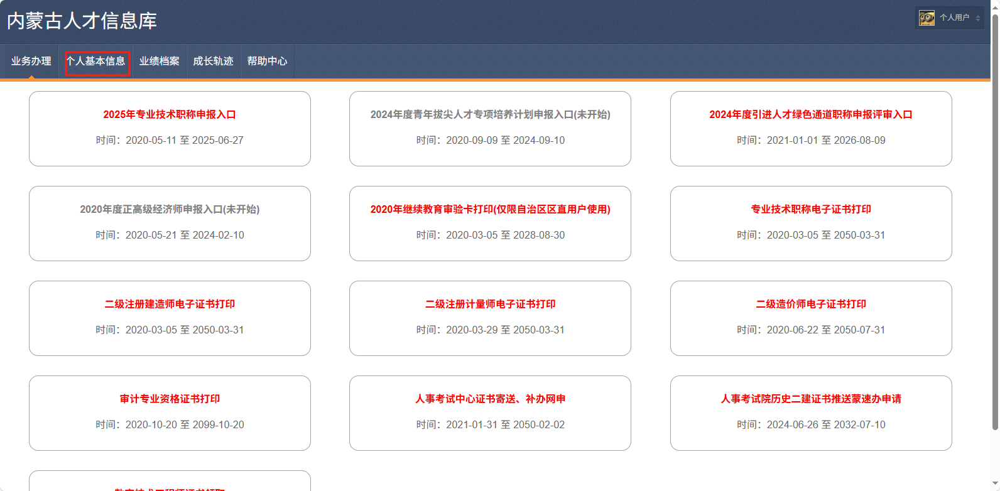 内蒙古人才信息库
个人用户
业务办理 个人基本信息 业绩档案 成长轨迹 帮助中心
2025年专业技术职称申报入口
时间：2020-05-11 至 2025-06-27
2024年度青年拔尖人才专项培养计划申报入口(未开始)
时间：2020-09-09 至 2024-09-10
2024年度引进人才绿色通道职称申报评审入口
时间：2021-01-01 至 2026-08-09
2020年度正高级经济师申报入口(未开始)
时间：2020-05-21 至 2024-02-10
2020年继续教育审验卡打印(仅限自治区区直用户使用)
时间：2020-03-05 至 2028-08-30
专业技术职称电子证书打印
时间：2020-03-05 至 2050-03-31
二级注册建造师电子证书打印
时间：2020-03-05 至 2050-03-31
二级注册计量师电子证书打印
时间：2020-03-29 至 2050-03-31
二级造价师电子证书打印
时间：2020-06-22 至 2050-07-31
审计专业资格证书打印
时间：2020-10-20 至 2099-10-20
人事考试中心证书寄送、补办网申
时间：2021-01-31 至 2050-02-02
人事考试院历史二建证书推送蒙速办申请
时间：2024-06-26 至 2032-07-10